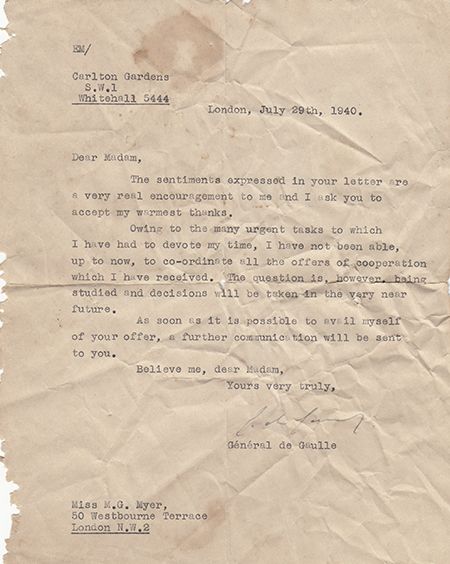 EM/
Carlton Gardens
S.W.1
Whitehall 5444
London, July 29th, 1940.
Dear Madam,
The sentiments expressed in your letter are
a very real encouragement to me and I ask you to
accept my warmest thanks.
Owing to the many urgent tasks to which
I have had to devote my time, I have not been able,
up to now, to co-ordinate all the offers of cooperation
which I have received. The question is, however, being
studied and decisions will be taken in the very near
future.
As soon as it is possible to avail myself
of your offer, a further communication will be sent
to you.
Believe me, dear Madam,
Yours very truly,
Général de Gaulle
Miss M.G. Myer,
50 Westbourne Terrace
London N.W.2